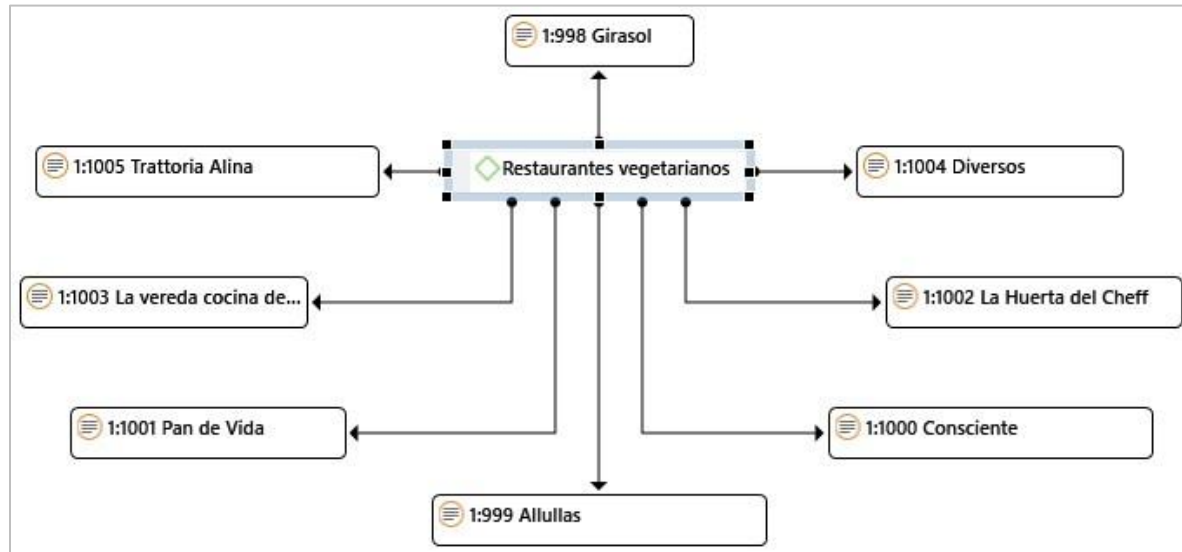 1:998 Girasol
1:1005 Trattoria Alina
Restaurantes vegetarianos
1:1004 Diversos
1:1003 La vereda cocina de...
1:1002 La Huerta del Cheff
1:1001 Pan de Vida
1:1000 Consciente
1:999 Allullas